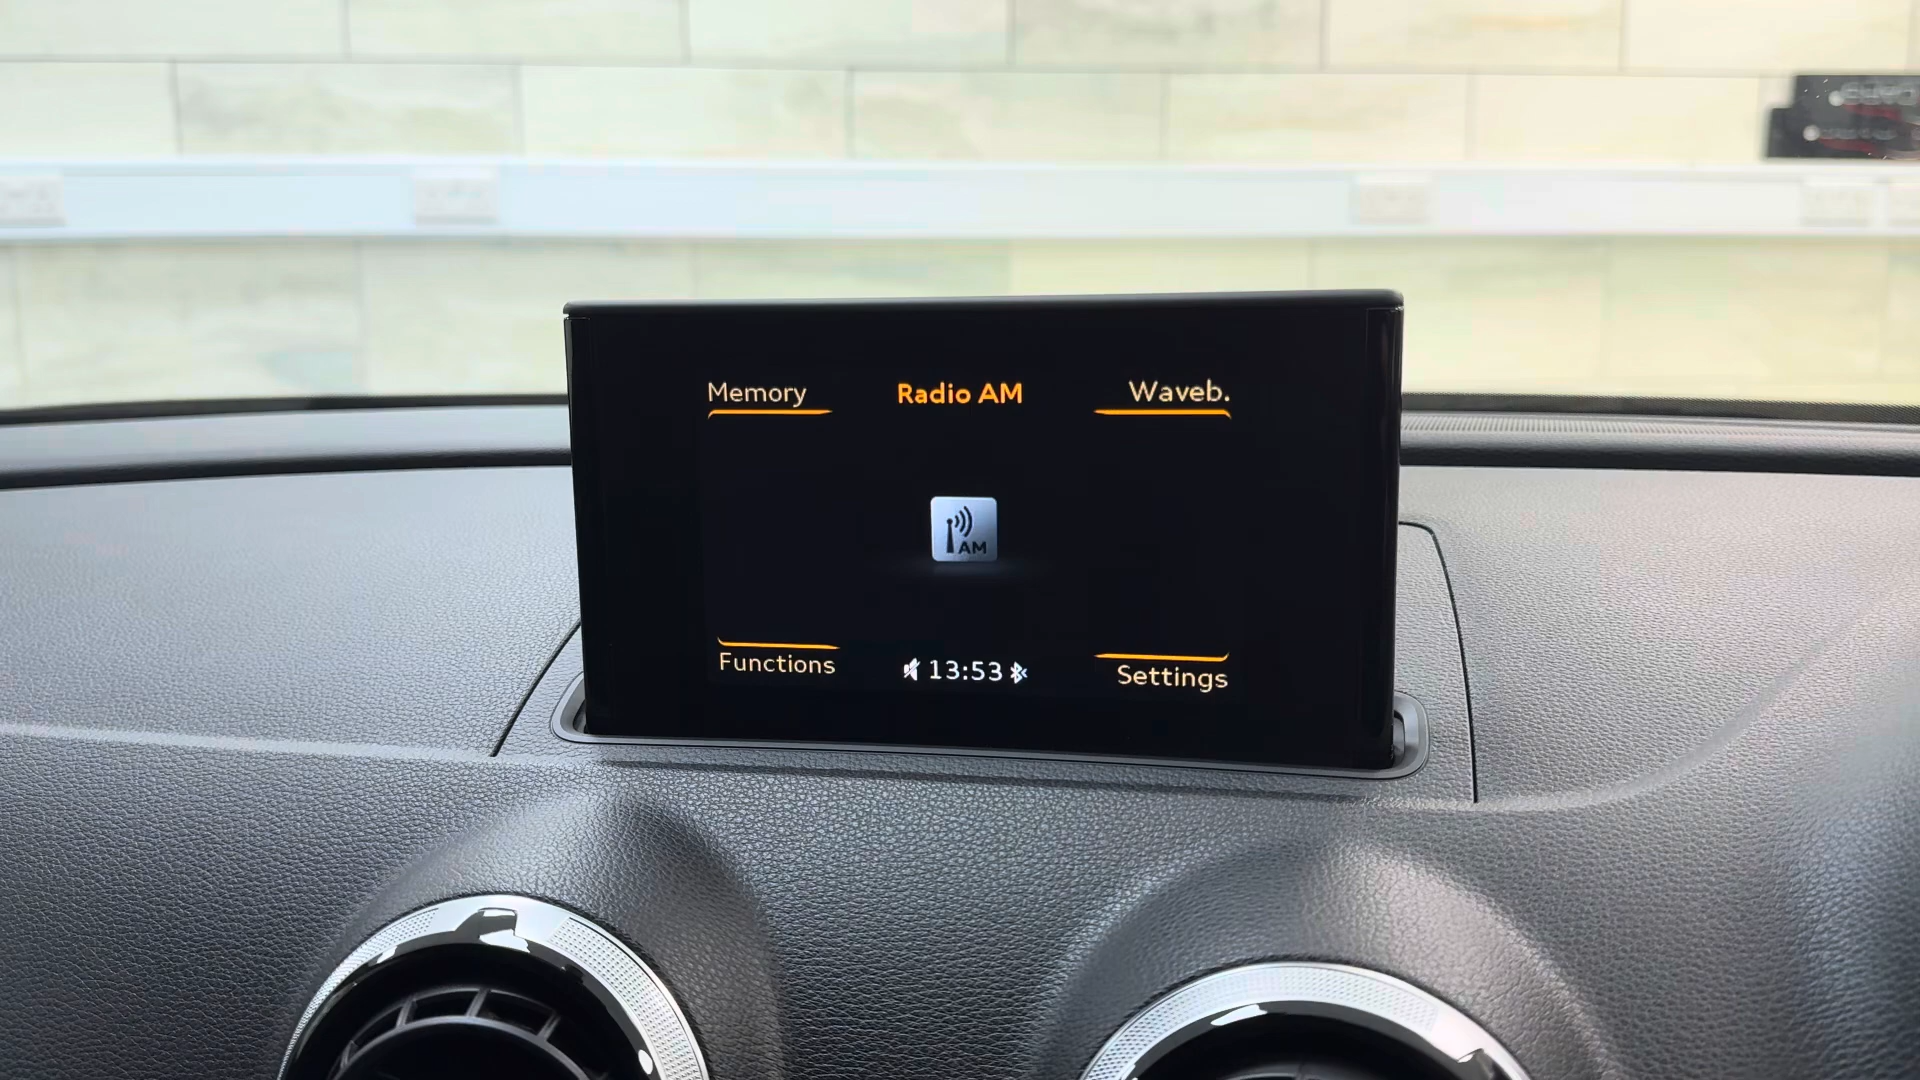 Memory
Radio AM
Waveb.
AM
Functions
13:53
Settings